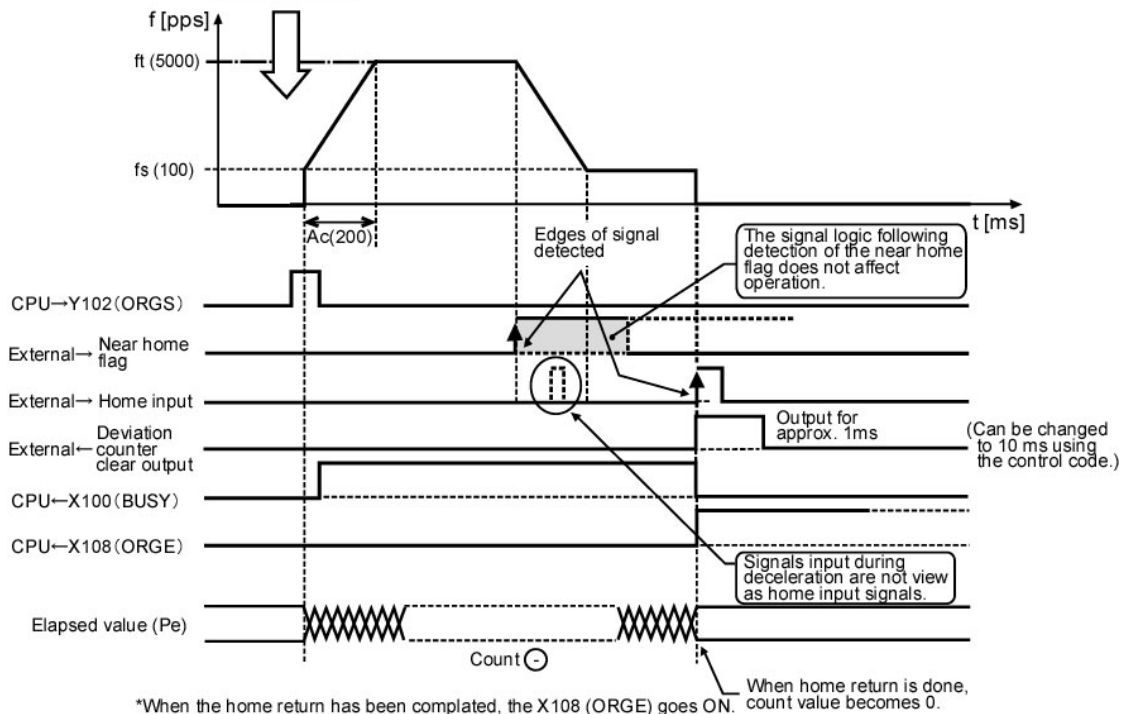 f [pps]
ft (5000)
fs (100)
t [ms]
Ac(200)
Edges of signal
detected
The signal logic following
detection of the near home
flag does not affect
operation.
CPU→Y102(ORGS)
External→ Near home
flag
External→ Home input
Output for
approx. 1ms
(Can be changed
to 10 ms using
the control code.)
Deviation
External← counter
clear output
CPU←X100(BUSY)
CPU←X108(ORGE)
Signals input during
deceleration are not view
as home input signals.
Elapsed value (Pe)
Count ⊖
When home return is done,
count value becomes 0.
*When the home return has been complated, the X108 (ORGE) goes ON.